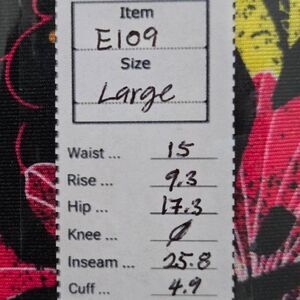 Item
E109
Size
Large
Waist ... 15
Rise ... 9.3
Hip ... 17.3
Knee ... Ø
Inseam ... 25.8
Cuff ... 4.9